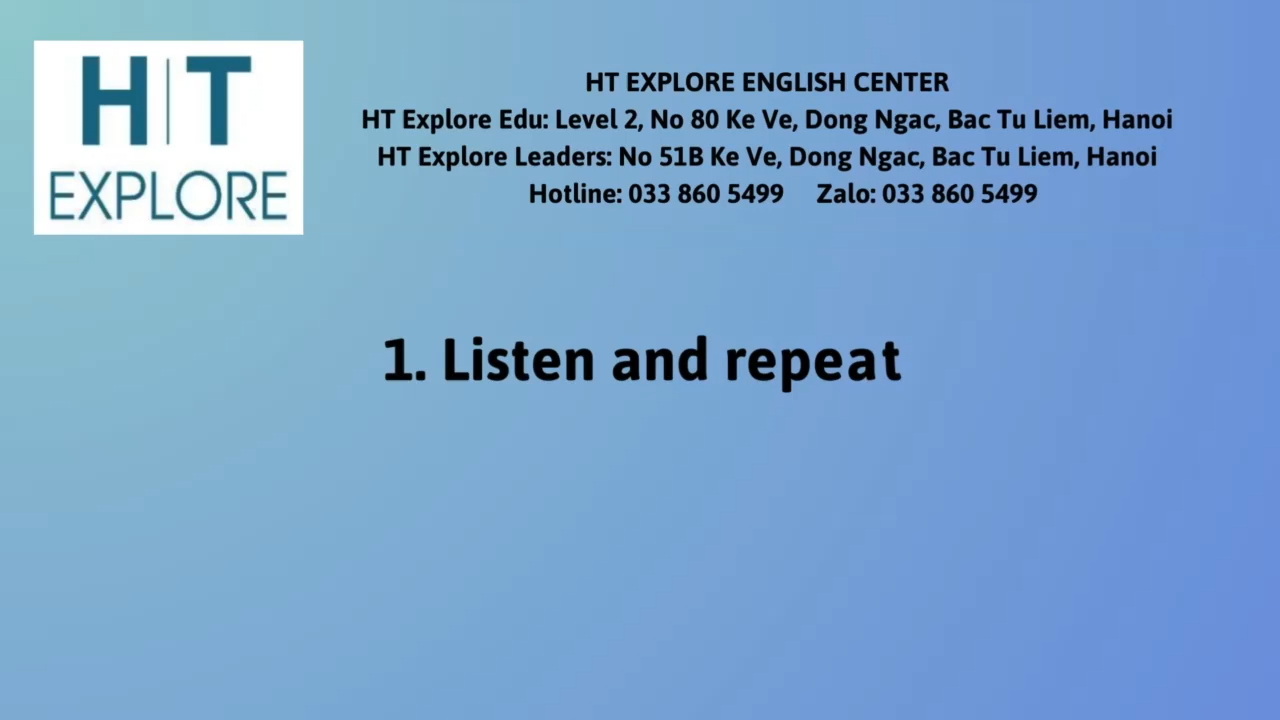 H|T
EXPLORE
HT EXPLORE ENGLISH CENTER
HT Explore Edu: Level 2, No 80 Ke Ve, Dong Ngac, Bac Tu Liem, Hanoi
HT Explore Leaders: No 51B Ke Ve, Dong Ngac, Bac Tu Liem, Hanoi
Hotline: 033 860 5499 Zalo: 033 860 5499
1. Listen and repeat